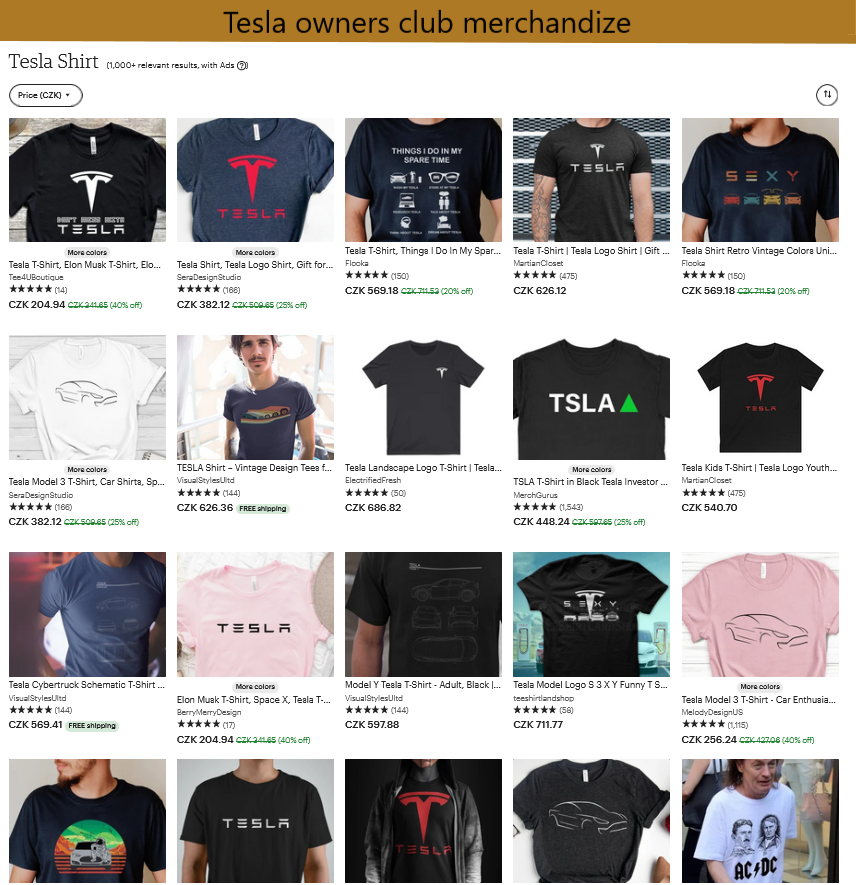 Tesla owners club merchandize
Tesla Shirt (1,000+ relevant results, with Ads ?)
Price (CZK)
DON'T MESS WITH
TESLA
TESLA
THINGS I DO IN MY
SPARE TIME
TESLA
S E X Y
More colors
Tesla T-Shirt, Elon Musk T-Shirt, Elo...
Tee4UBoutique
★★★★★ (14)
CZK 204.94 CZK 341.65 (40% off)
More colors
Tesla Shirt, Tesla Logo Shirt, Gift for...
SeraDesignStudio
★★★★★ (166)
CZK 382.12 CZK 509.65 (25% off)
Tesla T-Shirt, Things I Do In My Spar...
Flooka
★★★★★ (150)
CZK 569.18 CZK 711.53 (20% off)
Tesla T-Shirt | Tesla Logo Shirt | Gift ...
MartianCloset
★★★★★ (475)
CZK 626.12
Tesla Shirt Retro Vintage Colors Uni...
Flooka
★★★★★ (150)
CZK 569.18 CZK 711.53 (20% off)
TSLA
TESLA
More colors
Tesla Model 3 T-Shirt, Car Shirts, Sp...
SeraDesignStudio
★★★★★ (166)
CZK 382.12 CZK 509.65 (25% off)
TESLA Shirt – Vintage Design Tees f...
VisualStylesUltd
★★★★★ (144)
CZK 626.36 FREE shipping
Tesla Landscape Logo T-Shirt | Tesla...
ElectrifiedFresh
★★★★★ (50)
CZK 686.82
More colors
TSLA T-Shirt in Black Tesla Investor ...
MerchGurus
★★★★★ (1,543)
CZK 448.24 CZK 597.65 (25% off)
Tesla Kids T-Shirt | Tesla Logo Youth...
MartianCloset
★★★★★ (475)
CZK 540.70
TESLA
S E X Y
Tesla Cybertruck Schematic T-Shirt ...
VisualStylesUltd
★★★★★ (144)
CZK 569.41 FREE shipping
More colors
Elon Musk T-Shirt, Space X, Tesla T-...
BerryMerryDesign
★★★★★ (17)
CZK 204.94 CZK 341.65 (40% off)
Model Y Tesla T-Shirt - Adult, Black |...
VisualStylesUltd
★★★★★ (144)
CZK 597.88
Tesla Model Logo S 3 X Y Funny T S...
teeshirtlandshop
★★★★★ (58)
CZK 711.77
More colors
Tesla Model 3 T-Shirt - Car Enthusia...
MelodyDesignUS
★★★★★ (1,115)
CZK 256.24 CZK 427.06 (40% off)
TESLA
TESLA
AC⚡DC